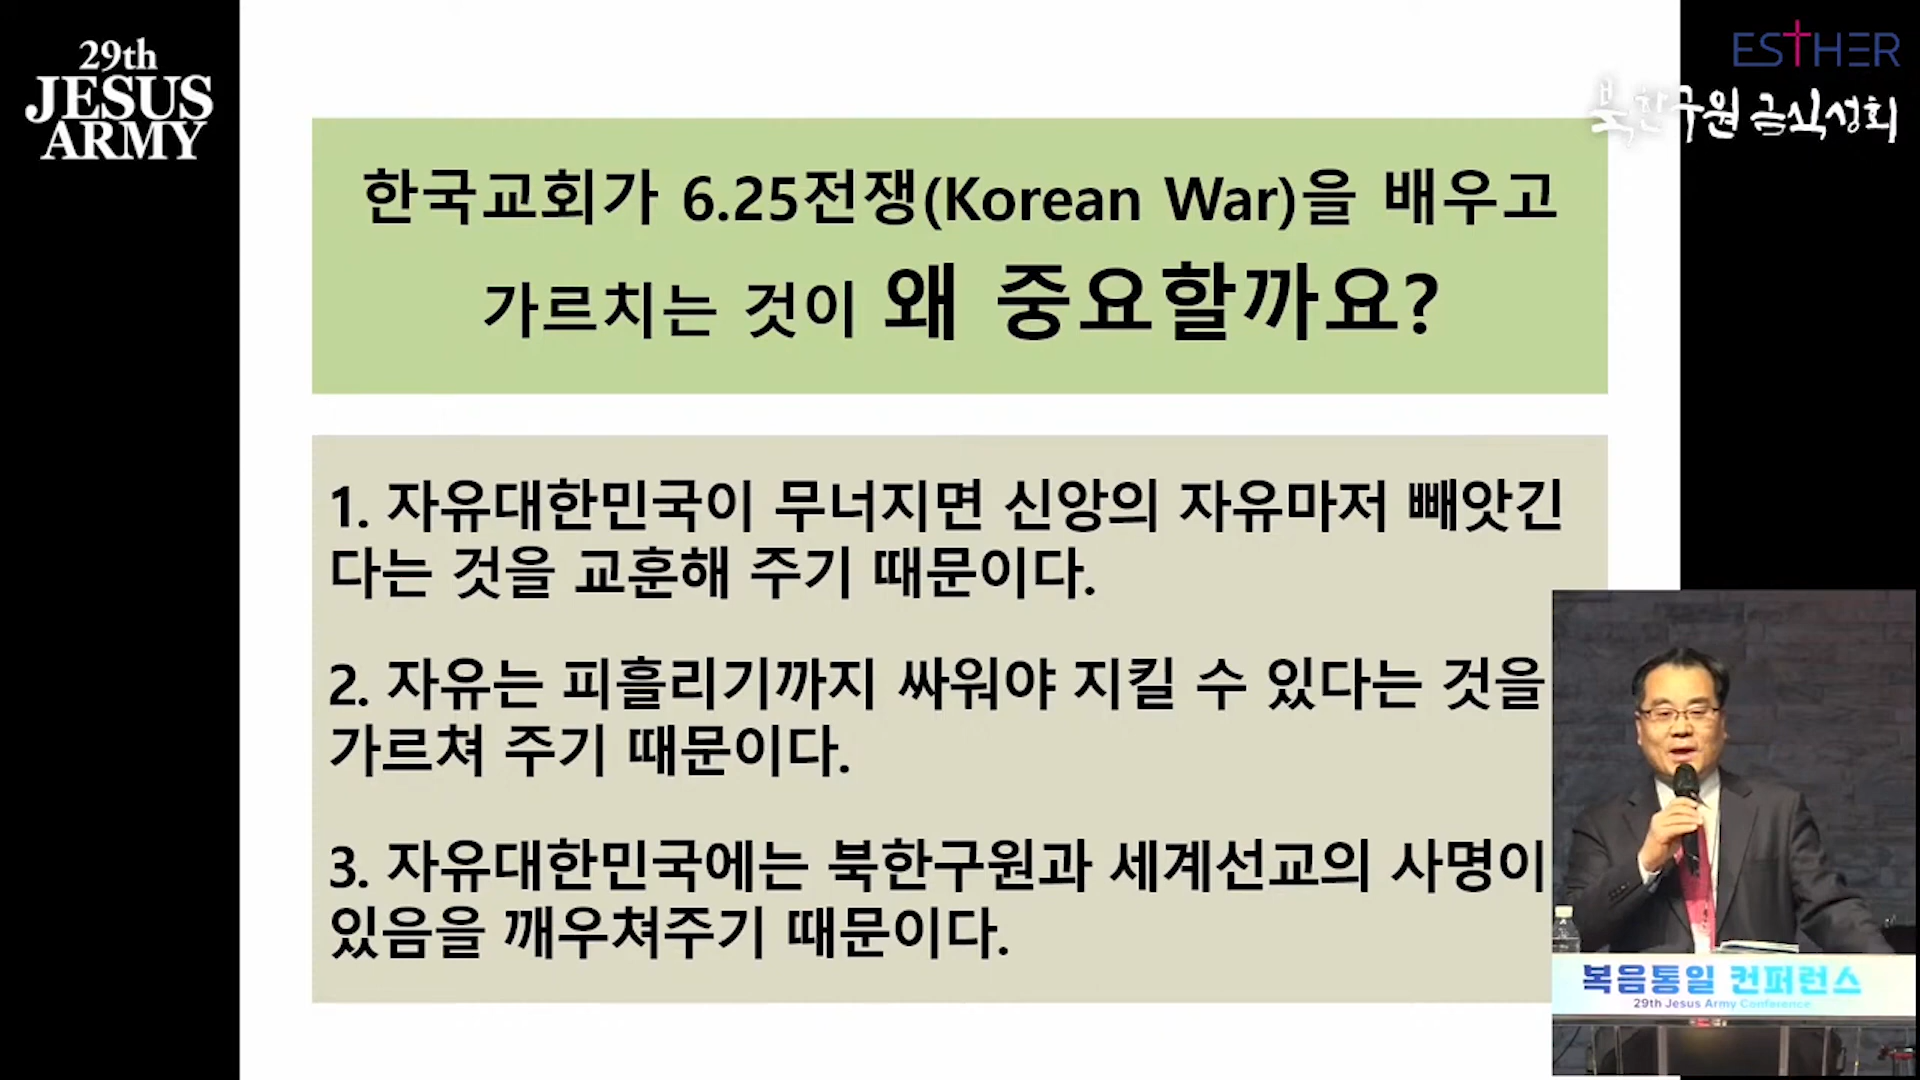 29th
JESUS
ARMY
ESTHER
북한구원 금식성회
한국교회가 6.25전쟁(Korean War)을 배우고
가르치는 것이 왜 중요할까요?
1. 자유대한민국이 무너지면 신앙의 자유마저 빼앗긴
다는 것을 교훈해 주기 때문이다.
2. 자유는 피흘리기까지 싸워야 지킬 수 있다는 것을
가르쳐 주기 때문이다.
3. 자유대한민국에는 북한구원과 세계선교의 사명이
있음을 깨우쳐주기 때문이다.
복음통일 컨퍼런스
29th Jesus Army Conference